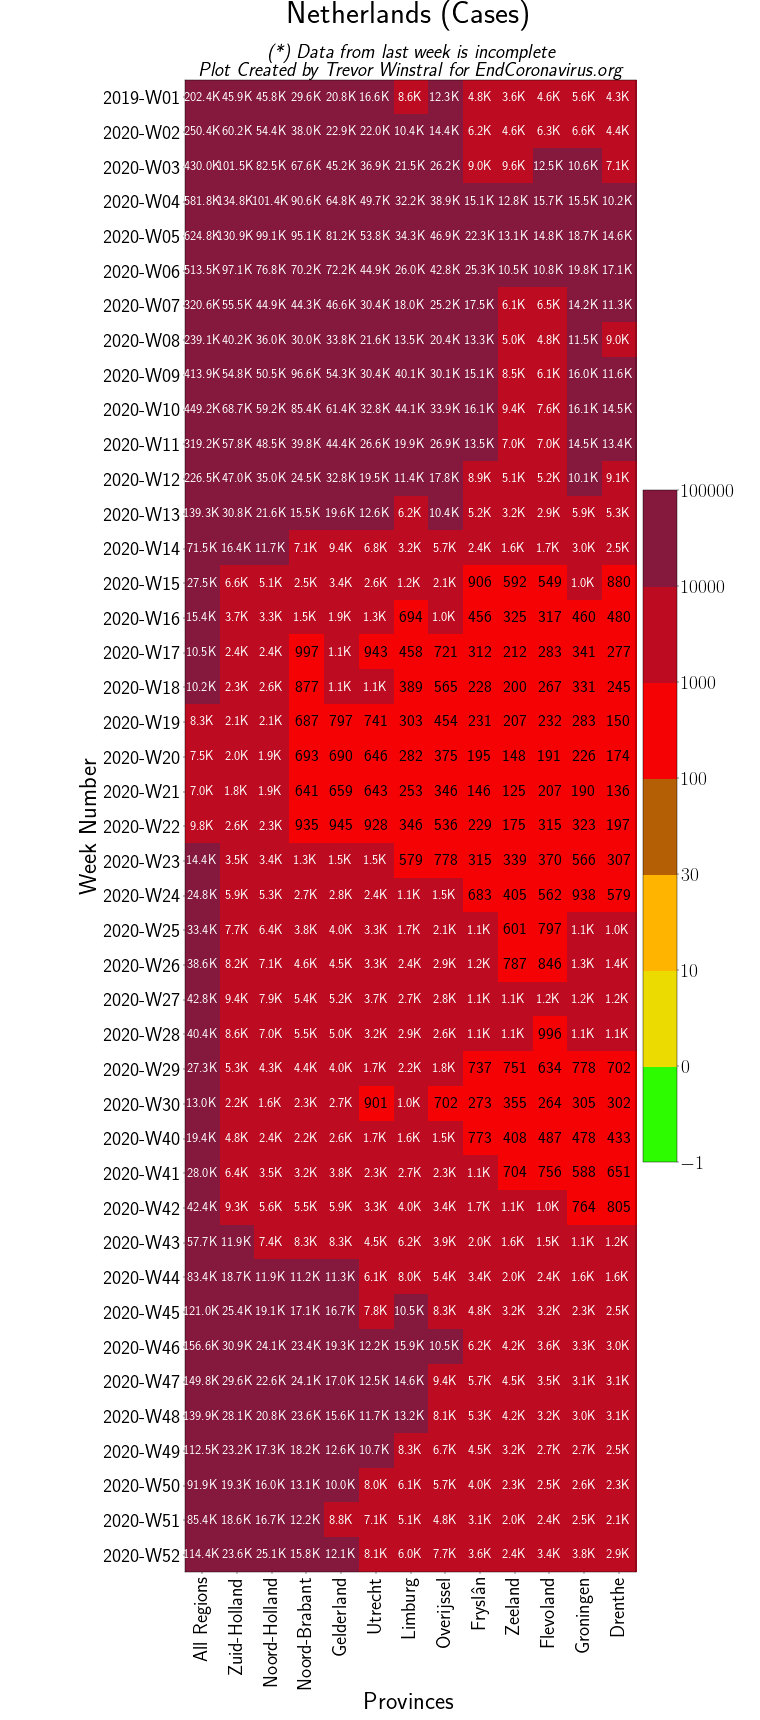 Netherlands (Cases)
(*) Data from last week is incomplete
Plot Created by Trevor Winstral for EndCoronavirus.org
2019-W01 202.4K 45.9K 45.8K 29.6K 20.8K 16.6K 8.6K 12.3K 4.8K 3.6K 4.6K 5.6K 4.3K
2020-W02 250.4K 60.2K 54.4K 38.0K 22.9K 22.0K 10.4K 14.4K 6.2K 4.6K 6.3K 6.6K 4.4K
2020-W03 430.0K 101.5K 82.5K 67.6K 45.2K 36.9K 21.5K 26.2K 9.0K 9.6K 12.5K 10.6K 7.1K
2020-W04 581.8K 134.8K 101.4K 90.6K 64.8K 49.7K 32.2K 38.9K 15.1K 12.8K 15.7K 15.5K 10.2K
2020-W05 624.8K 130.9K 99.1K 95.1K 81.2K 53.8K 34.3K 46.9K 22.3K 13.1K 14.8K 18.7K 14.6K
2020-W06 513.5K 97.1K 76.8K 70.2K 72.2K 44.9K 26.0K 42.8K 25.3K 10.5K 10.8K 19.8K 17.1K
2020-W07 320.6K 55.5K 44.9K 44.3K 46.6K 30.4K 18.0K 25.2K 17.5K 6.1K 6.5K 14.2K 11.3K
2020-W08 239.1K 40.2K 36.0K 30.0K 33.8K 21.6K 13.5K 20.4K 13.3K 5.0K 4.8K 11.5K 9.0K
2020-W09 413.9K 54.8K 50.5K 96.6K 54.3K 30.4K 40.1K 30.1K 15.1K 8.5K 6.1K 16.0K 11.6K
2020-W10 449.2K 68.7K 59.2K 85.4K 61.4K 32.8K 44.1K 33.9K 16.1K 9.4K 7.6K 16.1K 14.5K
2020-W11 319.2K 57.8K 48.5K 39.8K 44.4K 26.6K 19.9K 26.9K 13.5K 7.0K 7.0K 14.5K 13.4K
2020-W12 226.5K 47.0K 35.0K 24.5K 32.8K 19.5K 11.4K 17.8K 8.9K 5.1K 5.2K 10.1K 9.1K
2020-W13 139.3K 30.8K 21.6K 15.5K 19.6K 12.6K 6.2K 10.4K 5.2K 3.2K 2.9K 5.9K 5.3K
2020-W14 71.5K 16.4K 11.7K 7.1K 9.4K 6.8K 3.2K 5.7K 2.4K 1.6K 1.7K 3.0K 2.5K
2020-W15 27.5K 6.6K 5.1K 2.5K 3.4K 2.6K 1.2K 2.1K 906 592 549 1.0K 880
2020-W16 15.4K 3.7K 3.3K 1.5K 1.9K 1.3K 694 1.0K 456 325 317 460 480
2020-W17 10.5K 2.4K 2.4K 997 1.1K 943 458 721 312 212 283 341 277
2020-W18 10.2K 2.3K 2.6K 877 1.1K 1.1K 389 565 228 200 267 331 245
2020-W19 8.3K 2.1K 2.1K 687 797 741 303 454 231 207 232 283 150
2020-W20 7.5K 2.0K 1.9K 693 690 646 282 375 195 148 191 226 174
2020-W21 7.0K 1.8K 1.9K 641 659 643 253 346 146 125 207 190 136
2020-W22 9.8K 2.6K 2.3K 935 945 928 346 536 229 175 315 323 197
2020-W23 14.4K 3.5K 3.4K 1.3K 1.5K 1.5K 579 778 315 339 370 566 307
2020-W24 24.8K 5.9K 5.3K 2.7K 2.8K 2.4K 1.1K 1.5K 683 405 562 938 579
2020-W25 33.4K 7.7K 6.4K 3.8K 4.0K 3.3K 1.7K 2.1K 1.1K 601 797 1.1K 1.0K
2020-W26 38.6K 8.2K 7.1K 4.6K 4.5K 3.3K 2.4K 2.9K 1.2K 787 846 1.3K 1.4K
2020-W27 42.8K 9.4K 7.9K 5.4K 5.2K 3.7K 2.7K 2.8K 1.1K 1.1K 1.2K 1.2K 1.2K
2020-W28 40.4K 8.6K 7.0K 5.5K 5.0K 3.2K 2.9K 2.6K 1.1K 1.1K 996 1.1K 1.1K
2020-W29 27.3K 5.3K 4.3K 4.4K 4.0K 1.7K 2.2K 1.8K 737 751 634 778 702
2020-W30 13.0K 2.2K 1.6K 2.3K 2.7K 901 1.0K 702 273 355 264 305 302
2020-W40 19.4K 4.8K 2.4K 2.2K 2.6K 1.7K 1.6K 1.5K 773 408 487 478 433
2020-W41 28.0K 6.4K 3.5K 3.2K 3.8K 2.3K 2.7K 2.3K 1.1K 704 756 588 651
2020-W42 42.4K 9.3K 5.6K 5.5K 5.9K 3.3K 4.0K 3.4K 1.7K 1.1K 1.0K 764 805
2020-W43 57.7K 11.9K 7.4K 8.3K 8.3K 4.5K 6.2K 3.9K 2.0K 1.6K 1.5K 1.1K 1.2K
2020-W44 83.4K 18.7K 11.9K 11.2K 11.3K 6.1K 8.0K 5.4K 3.4K 2.0K 2.4K 1.6K 1.6K
2020-W45 121.0K 25.4K 19.1K 17.1K 16.7K 7.8K 10.5K 8.3K 4.8K 3.2K 3.2K 2.3K 2.5K
2020-W46 156.6K 30.9K 24.1K 23.4K 19.3K 12.2K 15.9K 10.5K 6.2K 4.2K 3.6K 3.3K 3.0K
2020-W47 149.8K 29.6K 22.6K 24.1K 17.0K 12.5K 14.6K 9.4K 5.7K 4.5K 3.5K 3.1K 3.1K
2020-W48 139.9K 28.1K 20.8K 23.6K 15.6K 11.7K 13.2K 8.1K 5.3K 4.2K 3.2K 3.0K 3.1K
2020-W49 112.5K 23.2K 17.3K 18.2K 12.6K 10.7K 8.3K 6.7K 4.5K 3.2K 2.7K 2.7K 2.5K
2020-W50 91.9K 19.3K 16.0K 13.1K 10.0K 8.0K 6.1K 5.7K 4.0K 2.3K 2.5K 2.6K 2.3K
2020-W51 85.4K 18.6K 16.7K 12.2K 8.8K 7.1K 5.1K 4.8K 3.1K 2.0K 2.4K 2.5K 2.1K
2020-W52 114.4K 23.6K 25.1K 15.8K 12.1K 8.1K 6.0K 7.7K 3.6K 2.4K 3.4K 3.8K 2.9K
Week Number
All Regions
Zuid-Holland
Noord-Holland
Noord-Brabant
Gelderland
Utrecht
Limburg
Overijssel
Fryslân
Zeeland
Flevoland
Groningen
Drenthe
Provinces
100000
10000
1000
100
30
10
0
−1